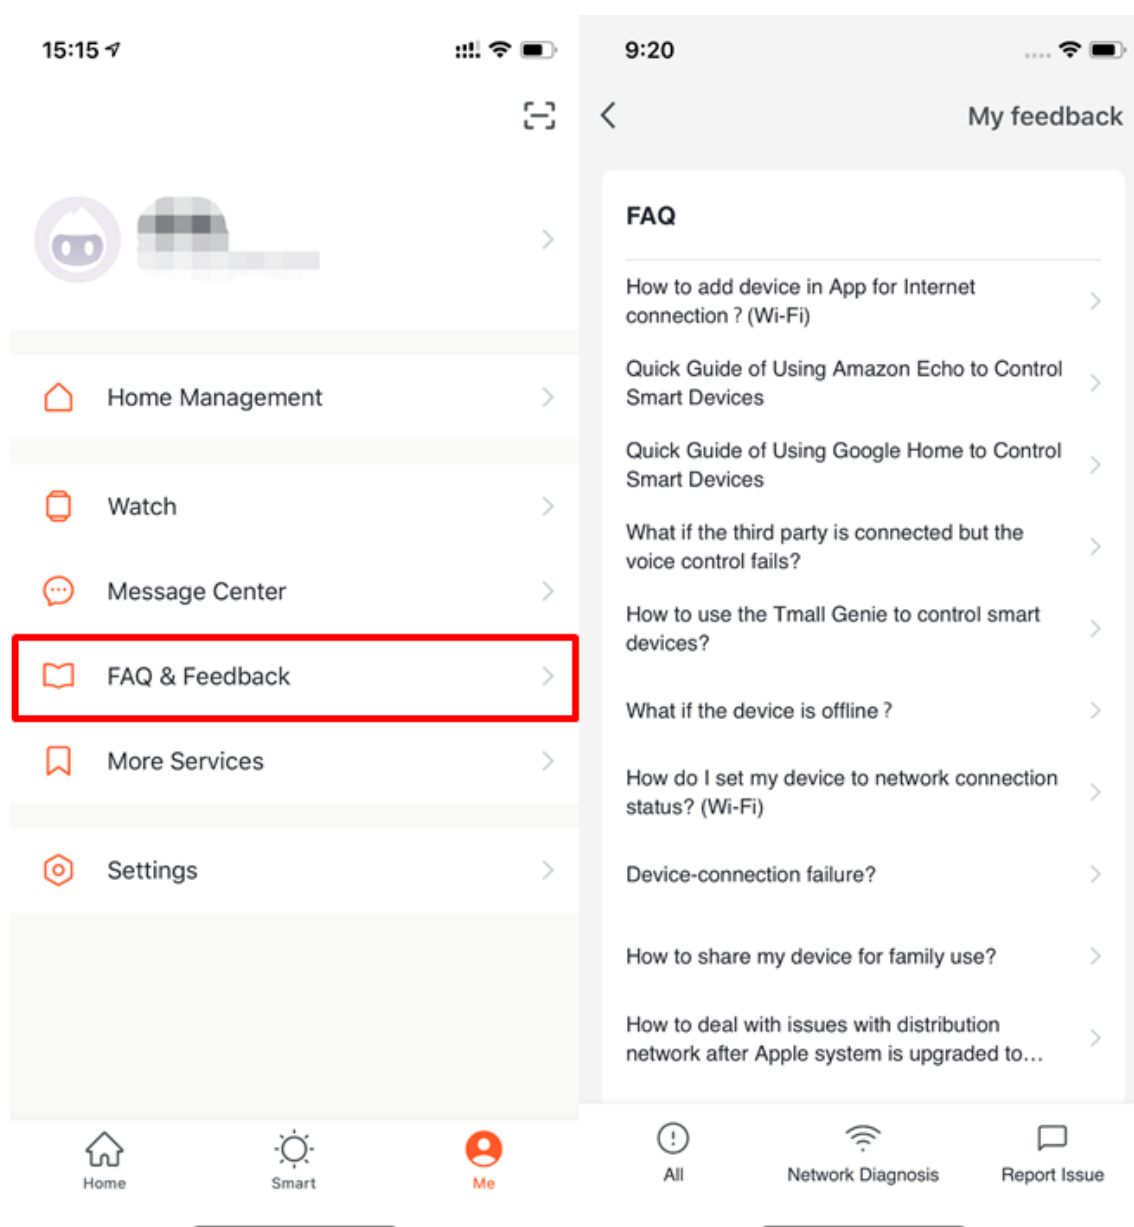 15:15
Home Management
Watch
Message Center
FAQ & Feedback
More Services
Settings
Home
Smart
Me
9:20
My feedback
FAQ
How to add device in App for Internet
connection ? (Wi-Fi)
Quick Guide of Using Amazon Echo to Control
Smart Devices
Quick Guide of Using Google Home to Control
Smart Devices
What if the third party is connected but the
voice control fails?
How to use the Tmall Genie to control smart
devices?
What if the device is offline ?
How do I set my device to network connection
status? (Wi-Fi)
Device-connection failure?
How to share my device for family use?
How to deal with issues with distribution
network after Apple system is upgraded to...
All
Network Diagnosis
Report Issue